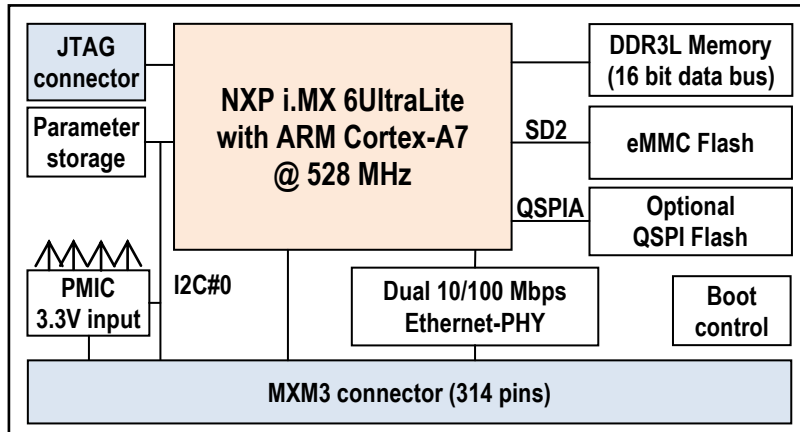 JTAG
connector
NXP i.MX 6UltraLite
with ARM Cortex-A7
@ 528 MHz
DDR3L Memory
(16 bit data bus)
Parameter
storage
SD2
eMMC Flash
QSPIA
Optional
QSPI Flash
PMIC
3.3V input
I2C#0
Dual 10/100 Mbps
Ethernet-PHY
Boot
control
MXM3 connector (314 pins)